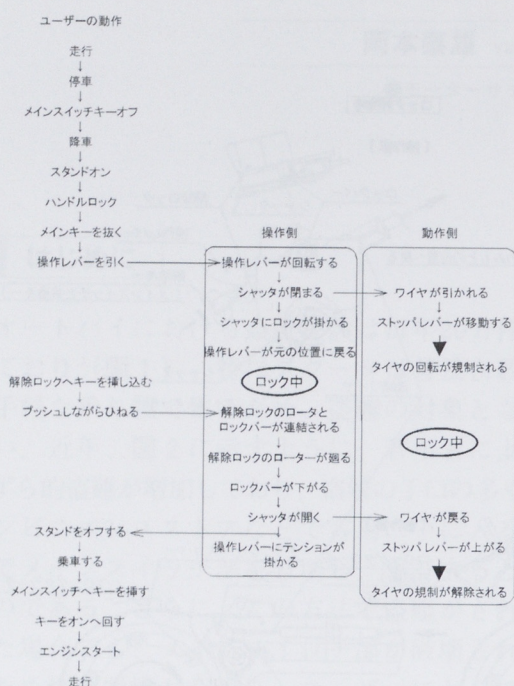 ユーザーの動作
走行
↓
停車
↓
メインスイッチキーオフ
↓
降車
↓
スタンドオン
↓
ハンドルロック
↓
メインキーを抜く
↓
操作レバーを引く
解除ロックへキーを挿し込む
↓
プッシュしながらひねる
スタンドをオフする
↓
乗車する
↓
メインスイッチへキーを挿す
↓
キーをオンへ回す
↓
エンジンスタート
↓
走行
操作側
操作レバーが回転する
↓
シャッタが閉まる
↓
シャッタにロックが掛かる
↓
操作レバーが元の位置に戻る
ロック中
解除ロックのロータと
ロックバーが連結される
↓
解除ロックのローターが廻る
↓
ロックバーが下がる
↓
シャッタが開く
↓
操作レバーにテンションが
掛かる
動作側
ワイヤが引かれる
↓
ストッパレバーが移動する
▼
タイヤの回転が規制される
ロック中
ワイヤが戻る
↓
ストッパレバーが上がる
▼
タイヤの規制が解除される